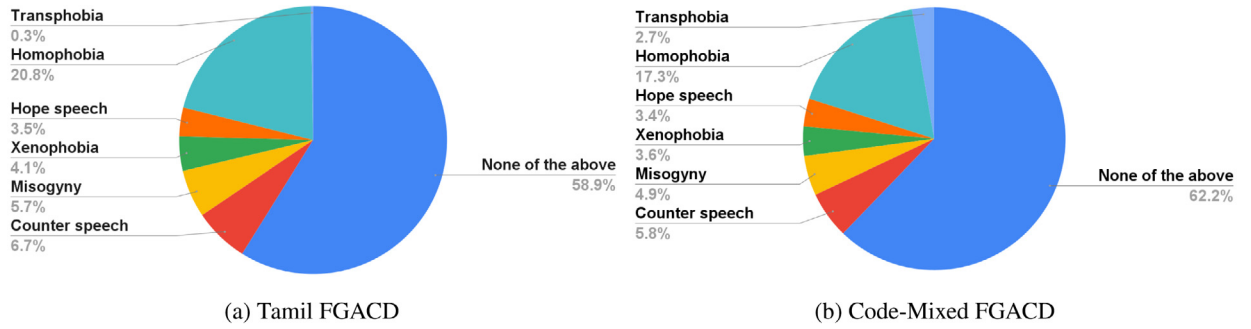 Transphobia
0.3%
Homophobia
20.8%
Hope speech
3.5%
Xenophobia
4.1%
Misogyny
5.7%
Counter speech
6.7%
None of the above
58.9%
(a) Tamil FGACD
Transphobia
2.7%
Homophobia
17.3%
Hope speech
3.4%
Xenophobia
3.6%
Misogyny
4.9%
Counter speech
5.8%
None of the above
62.2%
(b) Code-Mixed FGACD